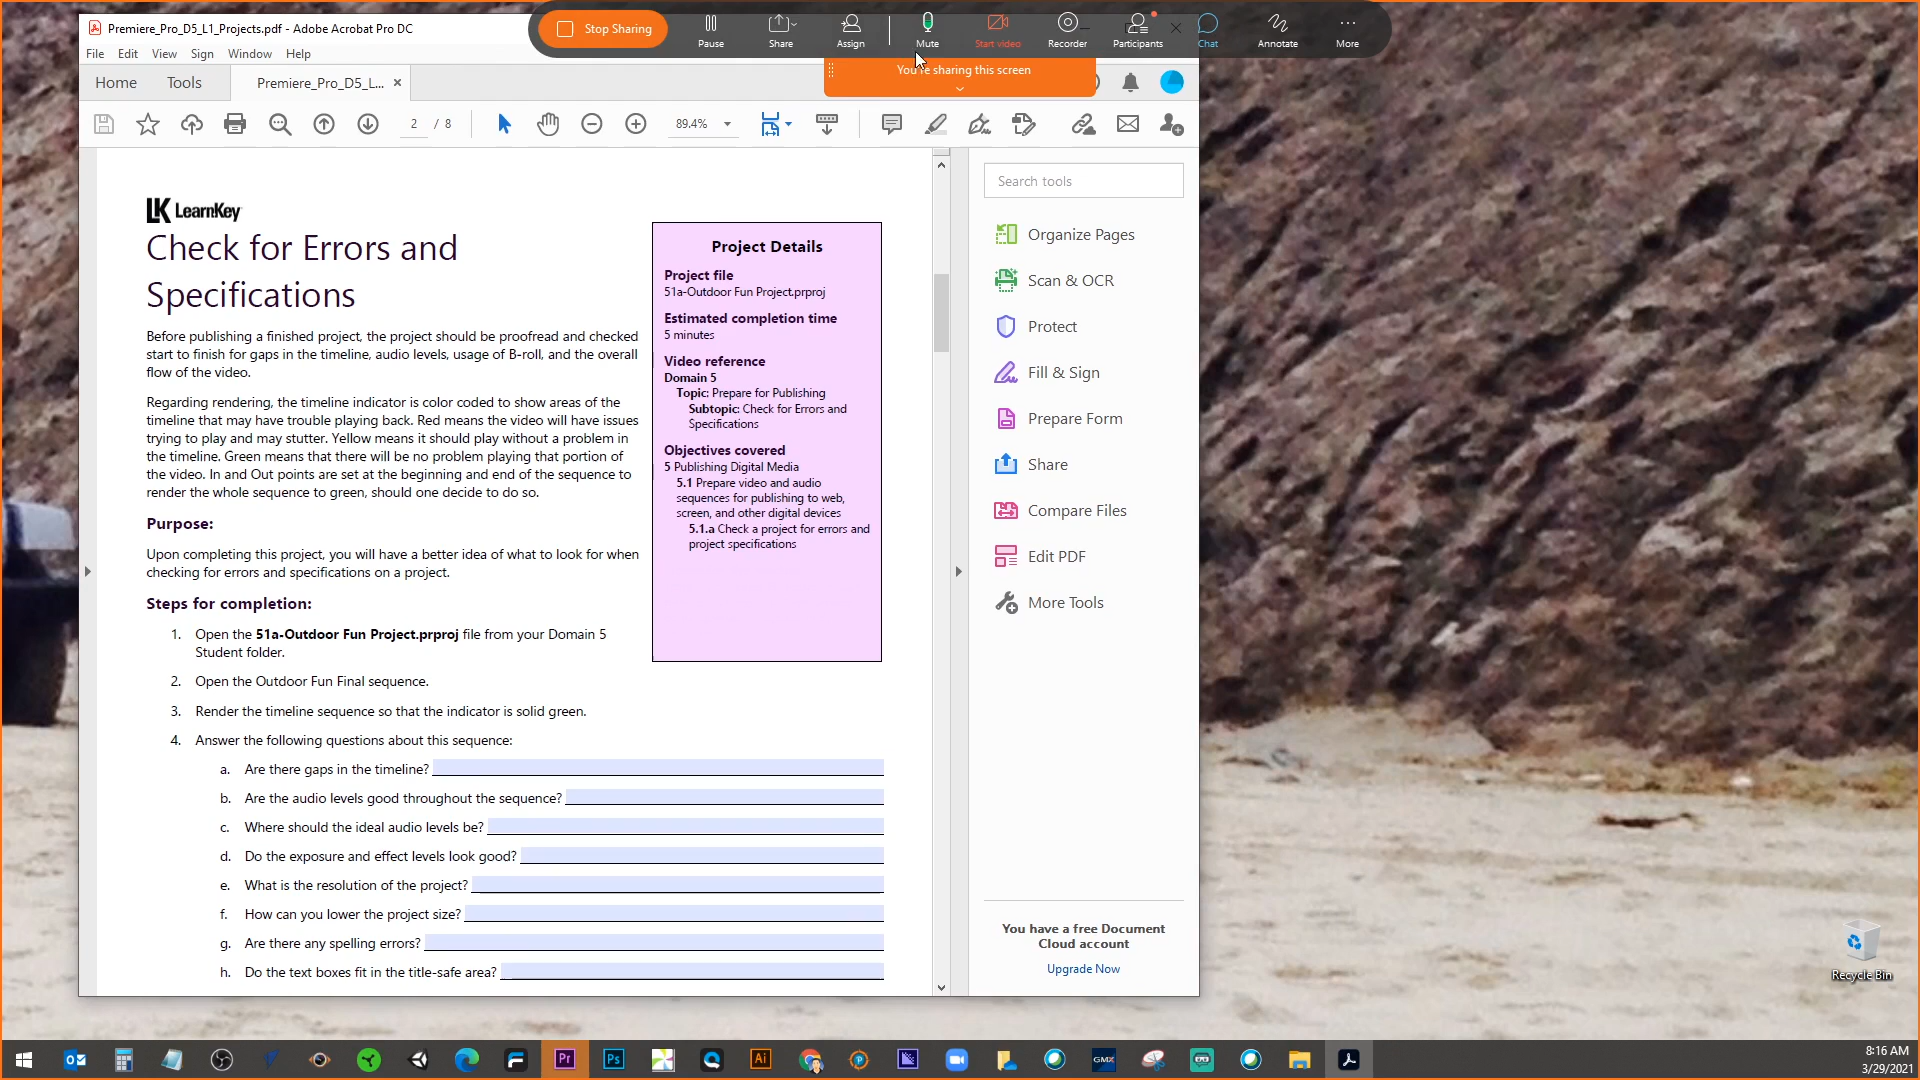 Premiere_Pro_D5_L1_Projects.pdf - Adobe Acrobat Pro DC
Stop Sharing
Pause
Share
Assign
Mute
Start video
Recorder
Participants
Chat
Annotate
More
You're sharing this screen
File Edit View Sign Window Help
Home
Tools
Premiere_Pro_D5_L...
2 / 8
89.4%
LK LearnKey
Check for Errors and
Specifications
Before publishing a finished project, the project should be proofread and checked
start to finish for gaps in the timeline, audio levels, usage of B-roll, and the overall
flow of the video.
Regarding rendering, the timeline indicator is color coded to show areas of the
timeline that may have trouble playing back. Red means the video will have issues
trying to play and may stutter. Yellow means it should play without a problem in
the timeline. Green means that there will be no problem playing that portion of
the video. In and Out points are set at the beginning and end of the sequence to
render the whole sequence to green, should one decide to do so.
Purpose:
Upon completing this project, you will have a better idea of what to look for when
checking for errors and specifications on a project.
Steps for completion:
1. Open the 51a-Outdoor Fun Project.prproj file from your Domain 5
Student folder.
2. Open the Outdoor Fun Final sequence.
3. Render the timeline sequence so that the indicator is solid green.
4. Answer the following questions about this sequence:
a. Are there gaps in the timeline?
b. Are the audio levels good throughout the sequence?
c. Where should the ideal audio levels be?
d. Do the exposure and effect levels look good?
e. What is the resolution of the project?
f. How can you lower the project size?
g. Are there any spelling errors?
h. Do the text boxes fit in the title-safe area?
Project Details
Project file
51a-Outdoor Fun Project.prproj
Estimated completion time
5 minutes
Video reference
Domain 5
Topic: Prepare for Publishing
Subtopic: Check for Errors and
Specifications
Objectives covered
5 Publishing Digital Media
5.1 Prepare video and audio
sequences for publishing to web,
screen, and other digital devices
5.1.a Check a project for errors and
project specifications
Search tools
Organize Pages
Scan & OCR
Protect
Fill & Sign
Prepare Form
Share
Compare Files
Edit PDF
More Tools
You have a free Document
Cloud account
Upgrade Now
Recycle Bin
Pr
Ps
Ai
GMX
8:16 AM
3/29/2021